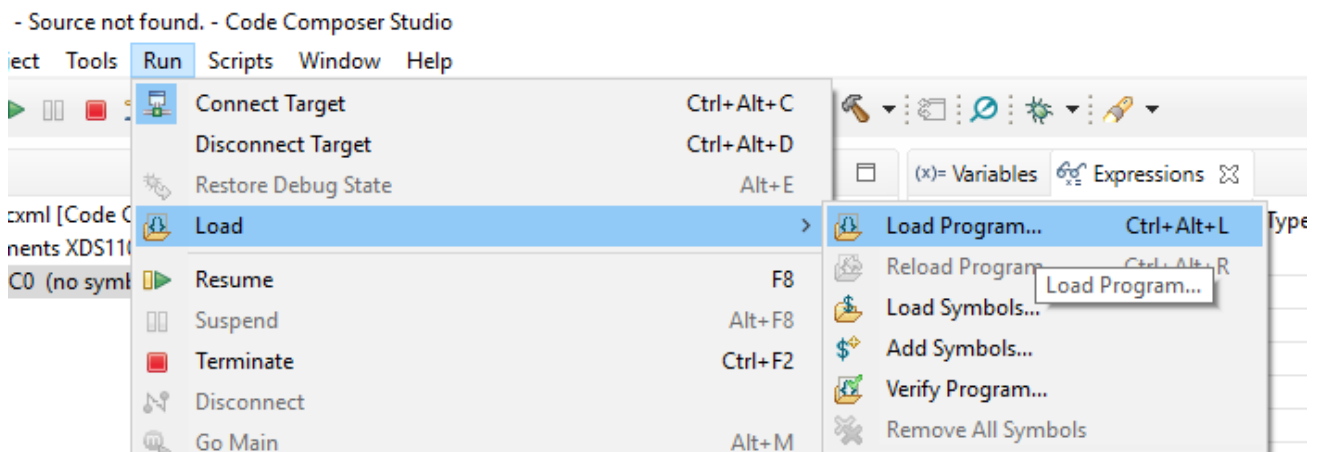 - Source not found. - Code Composer Studio
ject Tools Run Scripts Window Help
Connect Target Ctrl+Alt+C
Disconnect Target Ctrl+Alt+D
(x)= Variables Expressions
Restore Debug State Alt+E
cxml [Code C
Load > Load Program... Ctrl+Alt+L Type
ments XDS110
Reload Program Ctrl+Alt+R
Load Program...
C0 (no symb
Resume F8
Load Symbols...
Suspend Alt+F8
Add Symbols...
Terminate Ctrl+F2
Verify Program...
Disconnect
Remove All Symbols
Go Main Alt+M